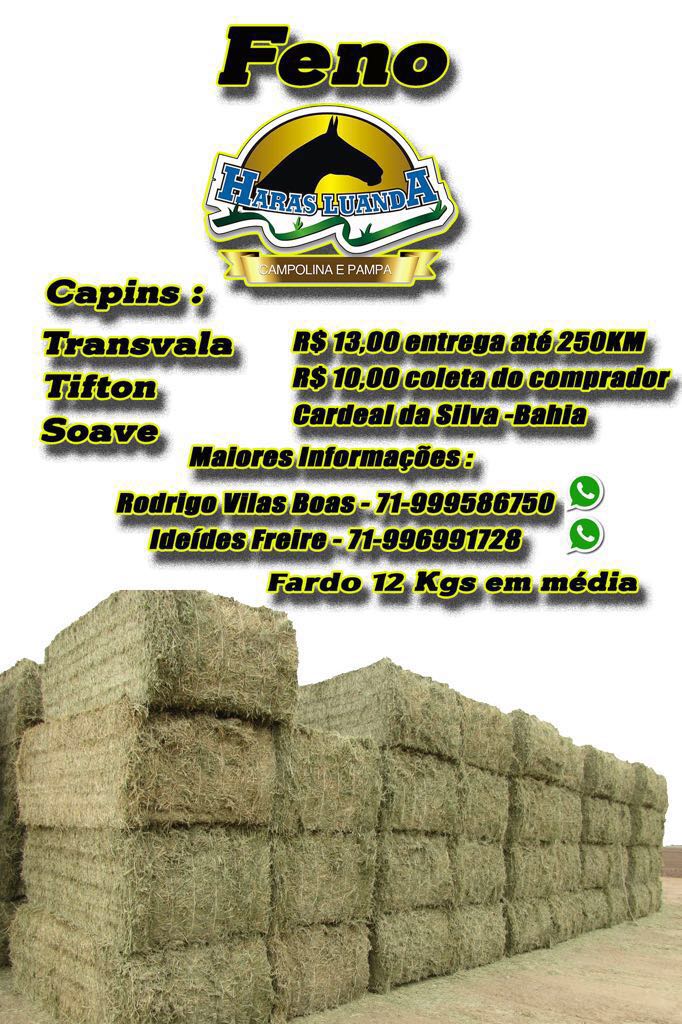 Feno
HARAS LUANDA
CAMPOLINA E PAMPA
Capins :
Transvala
Tifton
Soave
R$ 13,00 entrega até 250KM
R$ 10,00 coleta do comprador
Cardeal da Silva -Bahia
Maiores Informações :
Rodrigo Vilas Boas - 71-999586750
Ideídes Freire - 71-996991728
Fardo 12 Kgs em média